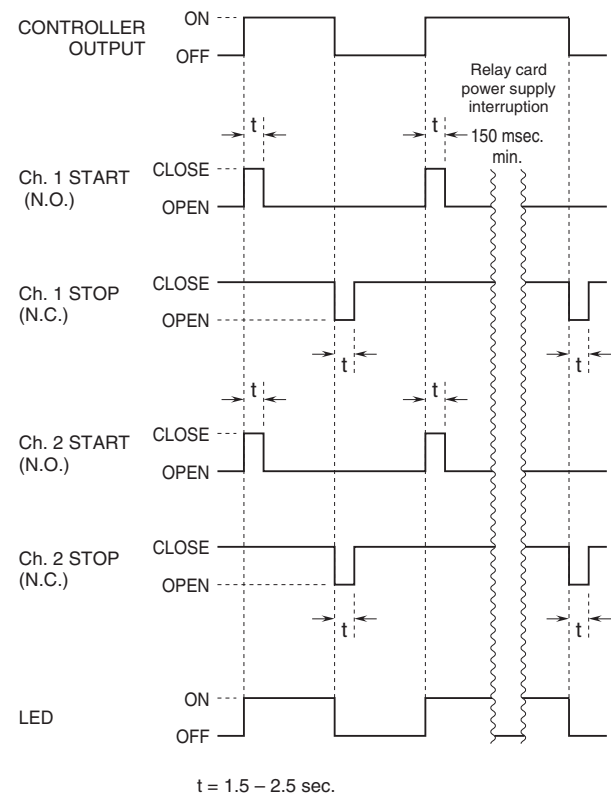 CONTROLLER
OUTPUT
ON
OFF
Relay card
power supply
interruption
150 msec.
min.
t
t
Ch. 1 START
(N.O.)
CLOSE
OPEN
Ch. 1 STOP
(N.C.)
CLOSE
OPEN
t
t
t
t
Ch. 2 START
(N.O.)
CLOSE
OPEN
Ch. 2 STOP
(N.C.)
CLOSE
OPEN
t
t
LED
ON
OFF
t = 1.5 – 2.5 sec.